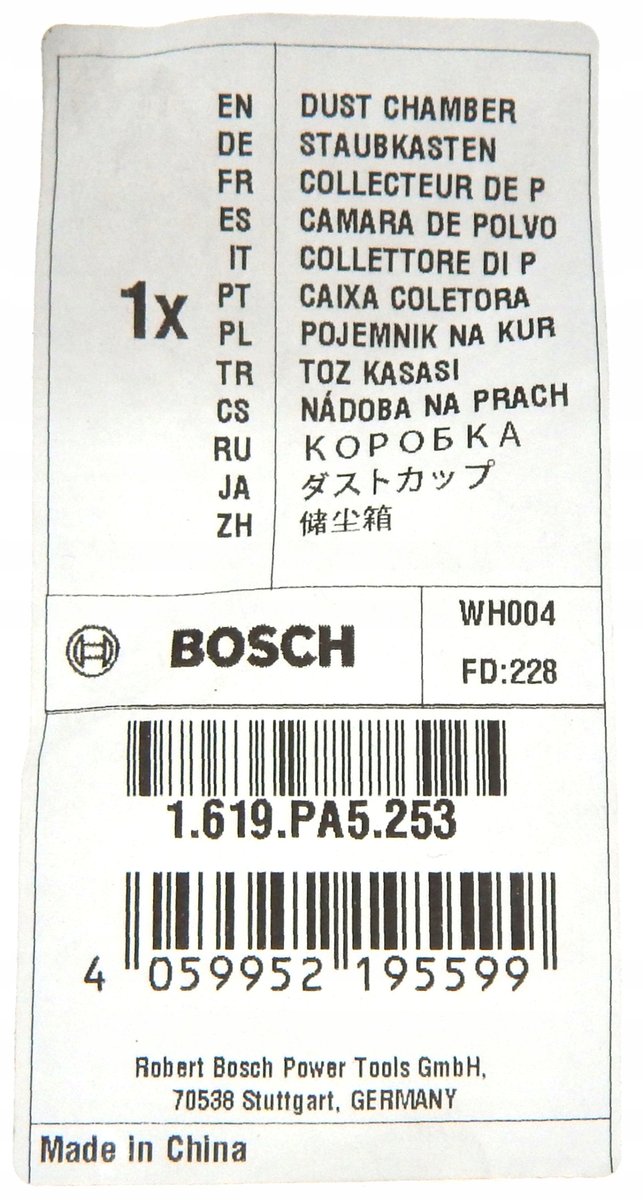 1x
EN DUST CHAMBER
DE STAUBKASTEN
FR COLLECTEUR DE P
ES CAMARA DE POLVO
IT COLLETTORE DI P
PT CAIXA COLETORA
PL POJEMNIK NA KUR
TR TOZ KASASI
CS NÁDOBA NA PRACH
RU КОРОБКА
JA ダストカップ
ZH 储尘箱
BOSCH
WH004
FD:228
1.619.PA5.253
4 059952 195599
Robert Bosch Power Tools GmbH,
70538 Stuttgart, GERMANY
Made in China